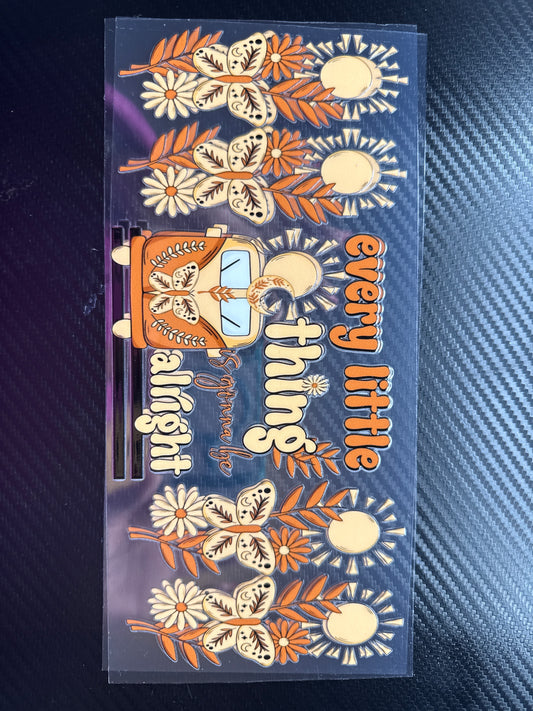 every little
thing
is gonna be
alright